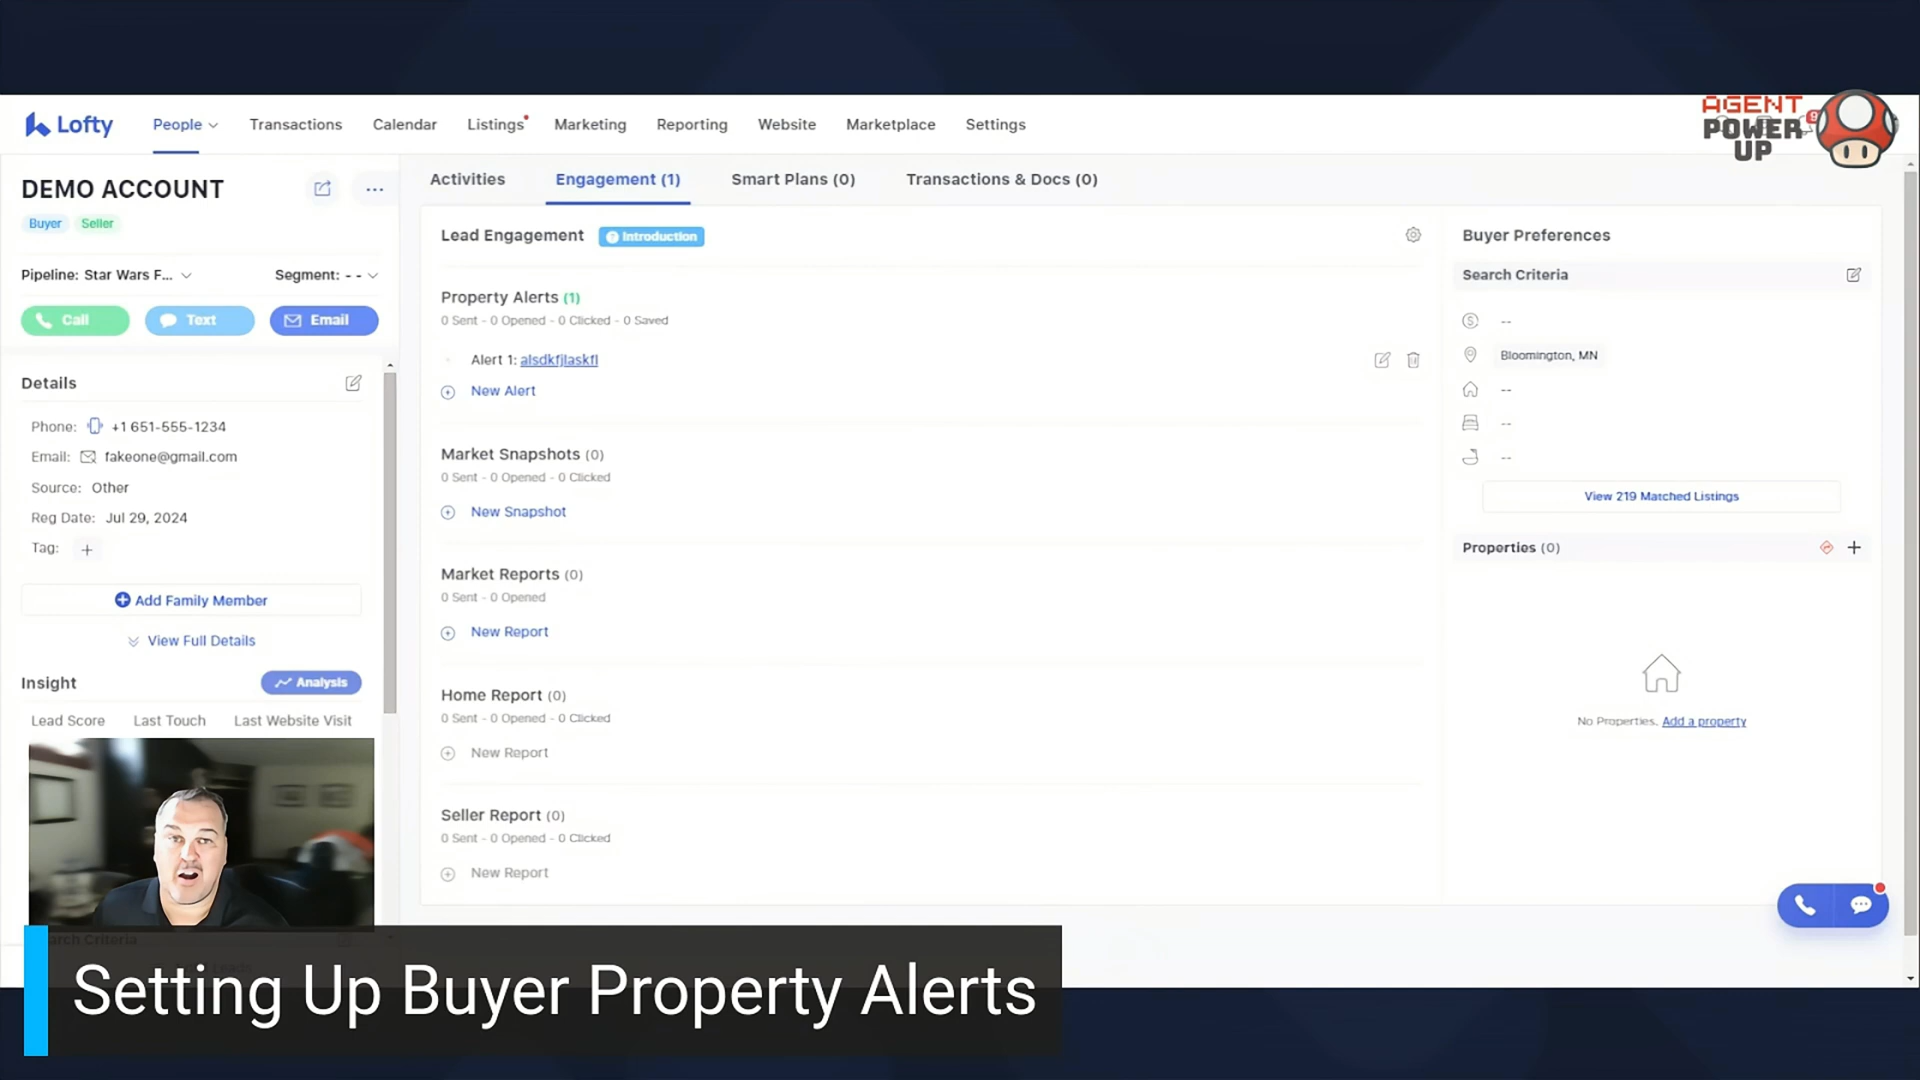 AGENT
POWER
UP
Lofty
People
Transactions
Calendar
Listings
Marketing
Reporting
Website
Marketplace
Settings
9
DEMO ACCOUNT
Buyer Seller
Pipeline: Star Wars F...
Segment: - -
Call
Text
Email
Details
Phone: +1 651-555-1234
Email: fakeone@gmail.com
Source: Other
Reg Date: Jul 29, 2024
Tag: +
Add Family Member
View Full Details
Insight
Analysis
Lead Score
Last Touch
Last Website Visit
Activities
Engagement (1)
Smart Plans (0)
Transactions & Docs (0)
Lead Engagement
Introduction
Property Alerts (1)
0 Sent - 0 Opened - 0 Clicked - 0 Saved
Alert 1: alsdkfjlaskfl
New Alert
Market Snapshots (0)
0 Sent - 0 Opened - 0 Clicked
New Snapshot
Market Reports (0)
0 Sent - 0 Opened
New Report
Home Report (0)
0 Sent - 0 Opened - 0 Clicked
New Report
Seller Report (0)
0 Sent - 0 Opened - 0 Clicked
New Report
Buyer Preferences
Search Criteria
--
Bloomington, MN
--
--
--
View 219 Matched Listings
Properties (0)
No Properties. Add a property
Setting Up Buyer Property Alerts